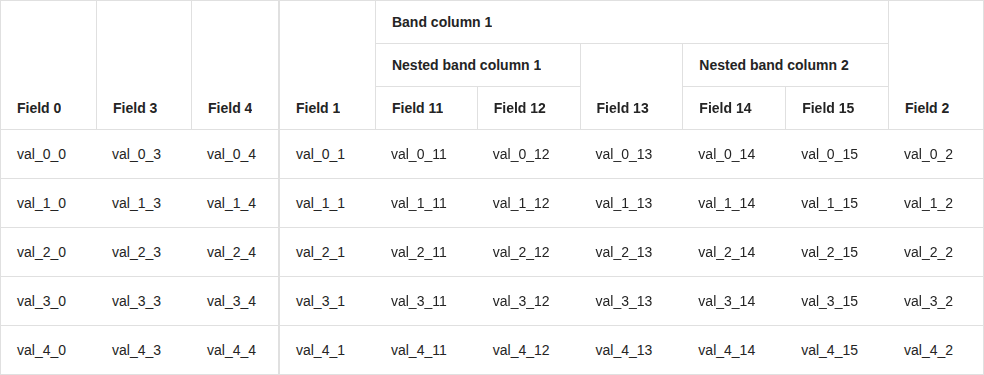 Band column 1
Nested band column 1 Nested band column 2
Field 0 Field 3 Field 4 Field 1 Field 11 Field 12 Field 13 Field 14 Field 15 Field 2
val_0_0 val_0_3 val_0_4 val_0_1 val_0_11 val_0_12 val_0_13 val_0_14 val_0_15 val_0_2
val_1_0 val_1_3 val_1_4 val_1_1 val_1_11 val_1_12 val_1_13 val_1_14 val_1_15 val_1_2
val_2_0 val_2_3 val_2_4 val_2_1 val_2_11 val_2_12 val_2_13 val_2_14 val_2_15 val_2_2
val_3_0 val_3_3 val_3_4 val_3_1 val_3_11 val_3_12 val_3_13 val_3_14 val_3_15 val_3_2
val_4_0 val_4_3 val_4_4 val_4_1 val_4_11 val_4_12 val_4_13 val_4_14 val_4_15 val_4_2